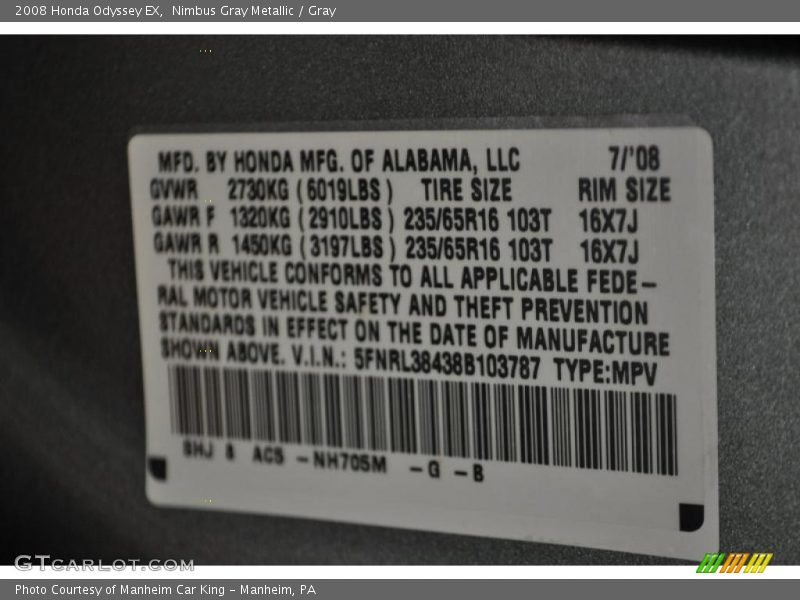 2008 Honda Odyssey EX,  Nimbus Gray Metallic / Gray
MFD. BY HONDA MFG. OF ALABAMA, LLC 7/'08
GVWR 2730KG (6019LBS) TIRE SIZE RIM SIZE
GAWR F 1320KG (2910LBS) 235/65R16 103T 16X7J
GAWR R 1450KG (3197LBS) 235/65R16 103T 16X7J
THIS VEHICLE CONFORMS TO ALL APPLICABLE FEDE-
RAL MOTOR VEHICLE SAFETY AND THEFT PREVENTION
STANDARDS IN EFFECT ON THE DATE OF MANUFACTURE
SHOWN ABOVE. V.I.N.: 5FNRL38438B103787 TYPE:MPV
SHJ 8 ACS -NH705M -G -B
GTcarlot.com
Photo Courtesy of Manheim Car King - Manheim, PA